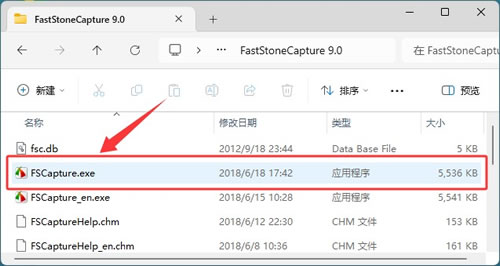 FastStoneCapture 9.0
FastStoneCapture 9.0
在 FastStoneCapture
新建
排序
预览
名称 修改日期 类型 大小
fsc.db 2012/9/18 23:44 Data Base File 5 KB
FSCapture.exe 2018/6/18 17:42 应用程序 5,536 KB
FSCapture_en.exe 2018/6/15 10:28 应用程序 5,541 KB
FSCaptureHelp.chm 2018/6/12 22:30 CHM 文件 153 KB
FSCaptureHelp_en.chm 2018/6/8 10:36 CHM 文件 161 KB